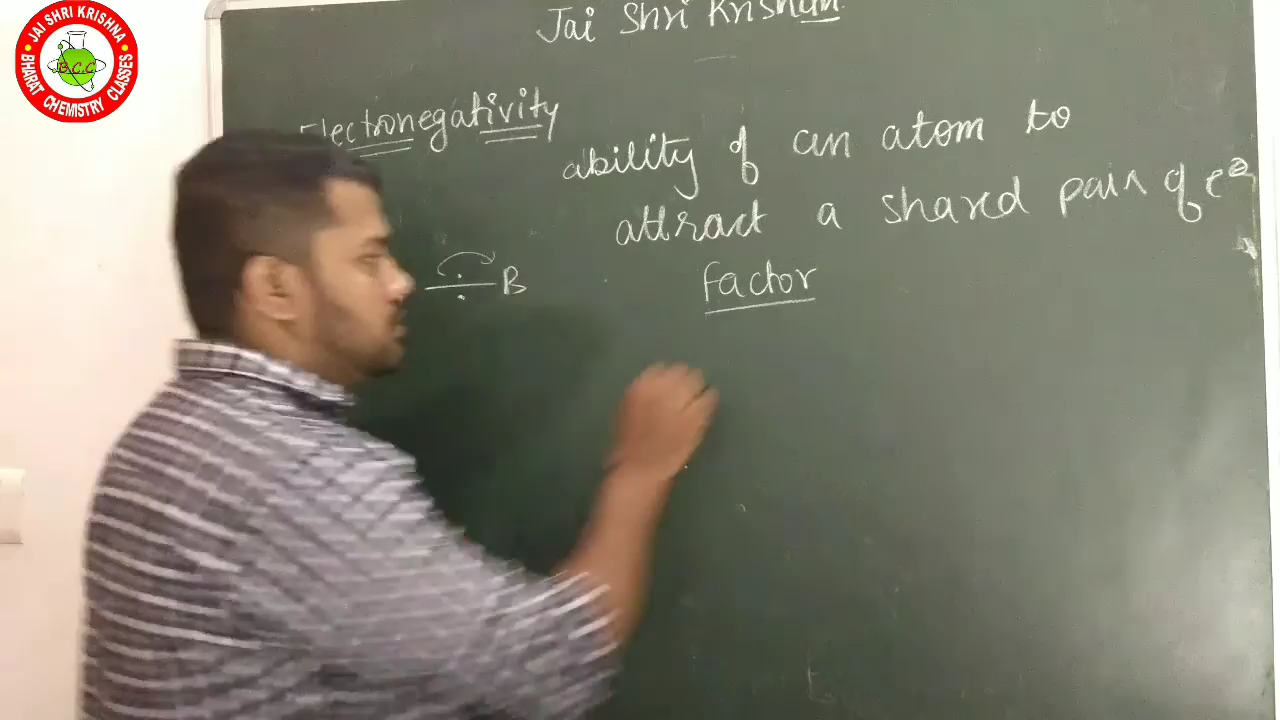 JAI SHRI KRISHNA
B.C.C
BHARAT CHEMISTRY CLASSES
Jai Shri Krishan
Electronegativity
ability of an atom to
attract a shared pair of e
B
Factor